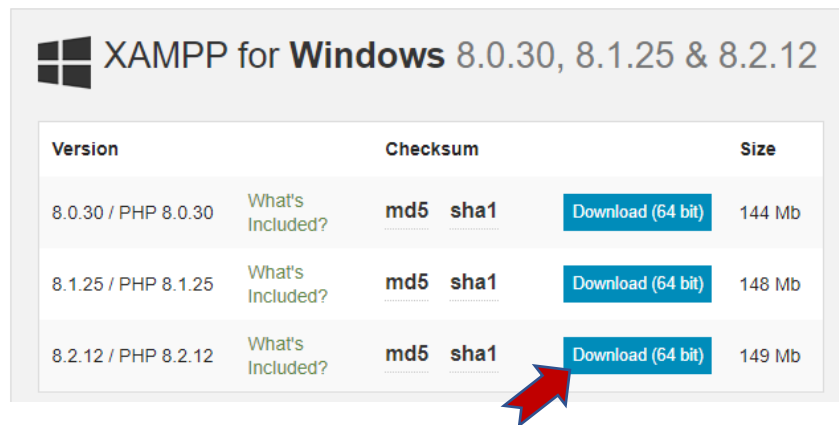 XAMPP for Windows 8.0.30, 8.1.25 & 8.2.12
Version Checksum Size
8.0.30 / PHP 8.0.30 What's Included? md5 sha1 Download (64 bit) 144 Mb
8.1.25 / PHP 8.1.25 What's Included? md5 sha1 Download (64 bit) 148 Mb
8.2.12 / PHP 8.2.12 What's Included? md5 sha1 Download (64 bit) 149 Mb